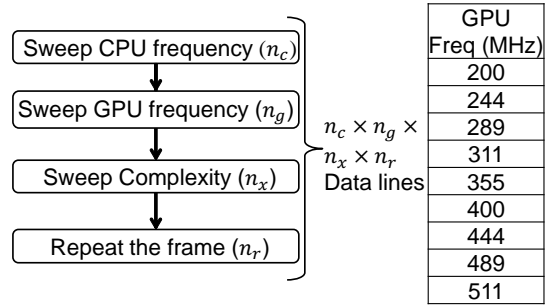 Sweep CPU frequency (n_c)
Sweep GPU frequency (n_g)
Sweep Complexity (n_x)
Repeat the frame (n_r)
n_c × n_g ×
n_x × n_r
Data lines
GPU
Freq (MHz)
200
244
289
311
355
400
444
489
511